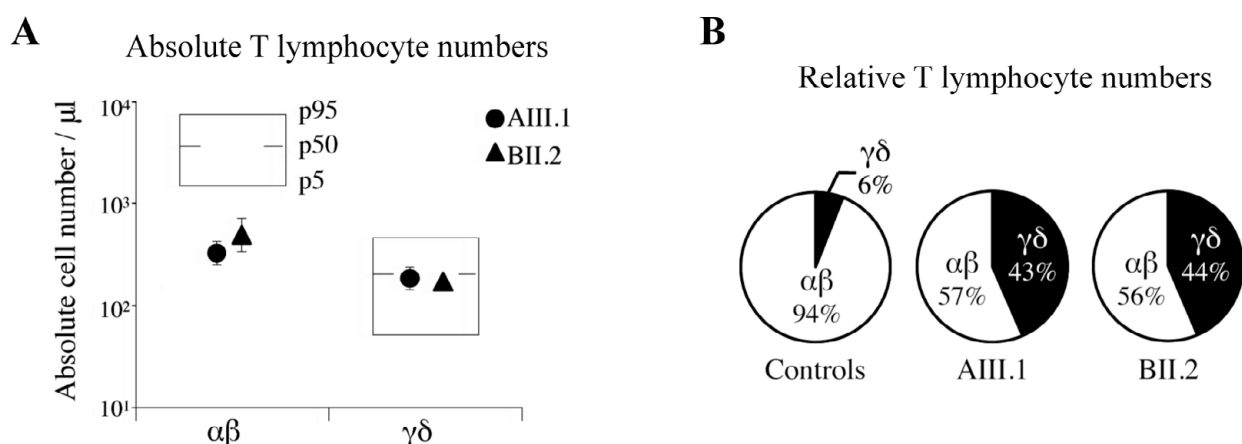 A
Absolute T lymphocyte numbers
Absolute cell number / µl
10⁴
10³
10²
10¹
p95
p50
p5
AIII.1
BII.2
αβ
γδ
B
Relative T lymphocyte numbers
γδ
6%
αβ
94%
Controls
γδ
43%
αβ
57%
AIII.1
γδ
44%
αβ
56%
BII.2